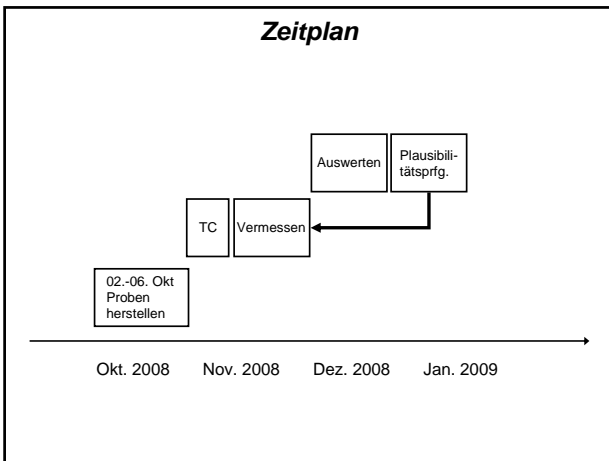 Zeitplan
Auswerten
Plausibili-
tätsprfg.
TC
Vermessen
02.-06. Okt
Proben
herstellen
Okt. 2008
Nov. 2008
Dez. 2008
Jan. 2009